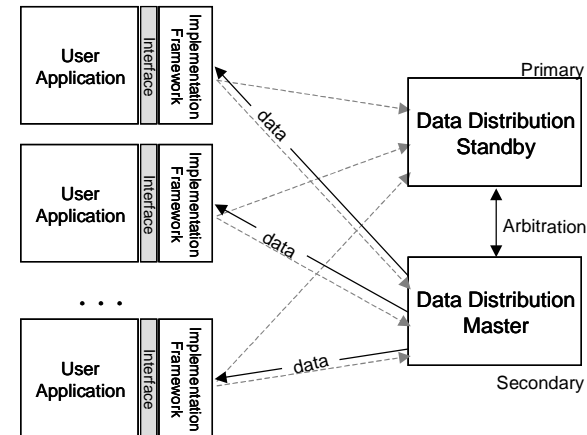 User
Application
Interface
Implementation
Framework
Primary
Data Distribution
Standby
data
User
Application
Interface
Implementation
Framework
data
Arbitration
. . .
Data Distribution
Master
User
Application
Interface
Implementation
Framework
data
Secondary